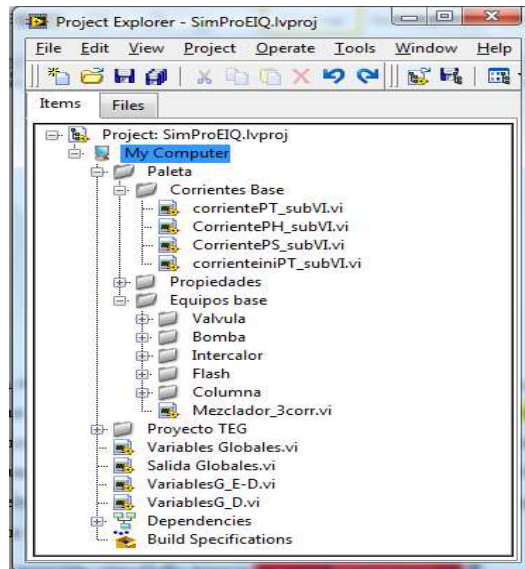 Project Explorer - SimProEIQ.lvproj
File Edit View Project Operate Tools Window Help
Items Files
Project: SimProEIQ.lvproj
My Computer
Paleta
Corrientes Base
corrientePT_subVI.vi
CorrientePH_subVI.vi
CorrientePS_subVI.vi
corrienteiniPT_subVI.vi
Propiedades
Equipos base
Valvula
Bomba
Intercalor
Flash
Columna
Mezclador_3corr.vi
Proyecto TEG
Variables Globales.vi
Salida Globales.vi
VariablesG_E-D.vi
VariablesG_D.vi
Dependencies
Build Specifications